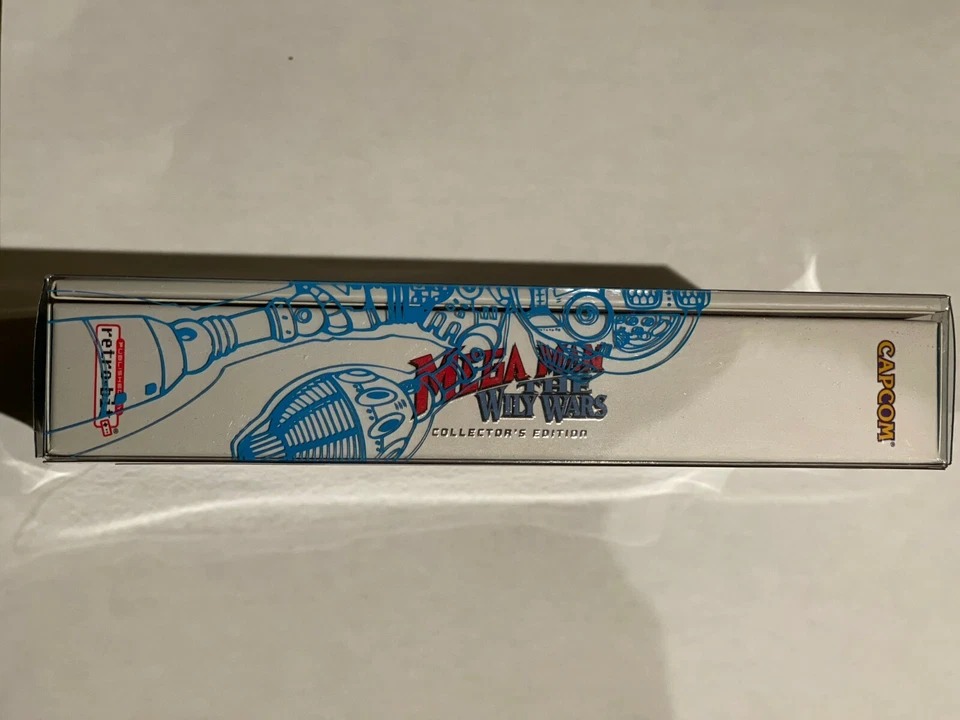 PUBLISHED BY
retro-bit®
MEGA MAN
THE
WILY WARS
COLLECTOR'S EDITION
CAPCOM®